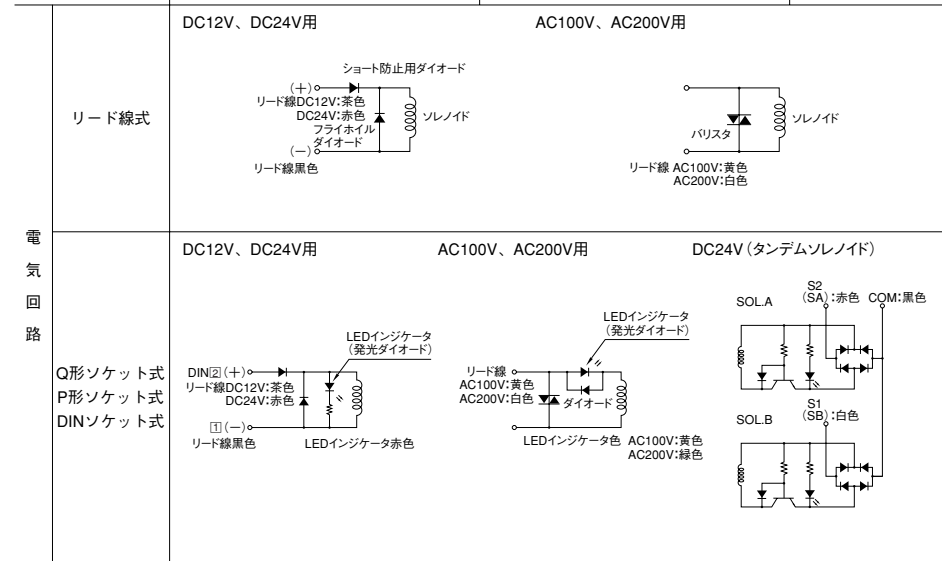 電気回路
リード線式
DC12V、DC24V用
ショート防止用ダイオード
(+)
リード線DC12V:茶色
DC24V:赤色
フライホイル
ダイオード
(−)
リード線黒色
ソレノイド
AC100V、AC200V用
バリスタ
ソレノイド
リード線 AC100V:黄色
AC200V:白色
Q形ソケット式
P形ソケット式
DINソケット式
DC12V、DC24V用
LEDインジケータ
(発光ダイオード)
DIN2(+)
リード線DC12V:茶色
DC24V:赤色
1(−)
リード線黒色
LEDインジケータ赤色
AC100V、AC200V用
LEDインジケータ
(発光ダイオード)
リード線
AC100V:黄色
AC200V:白色
ダイオード
LEDインジケータ色 AC100V:黄色
AC200V:緑色
DC24V(タンデムソレノイド)
SOL.A
S2
(SA):赤色
COM:黒色
SOL.B
S1
(SB):白色